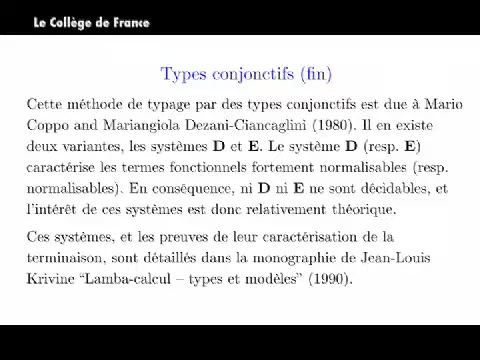 Le Collège de France
Types conjonctifs (fin)
Cette méthode de typage par des types conjonctifs est due à Mario
Coppo and Mariangiola Dezani-Ciancaglini (1980). Il en existe
deux variantes, les systèmes D et E. Le système D (resp. E)
caractérise les termes fonctionnels fortement normalisables (resp.
normalisables). En conséquence, ni D ni E ne sont décidables, et
l'intérêt de ces systèmes est donc relativement théorique.
Ces systèmes, et les preuves de leur caractérisation de la
terminaison, sont détaillés dans la monographie de Jean-Louis
Krivine “Lamba-calcul – types et modèles” (1990).